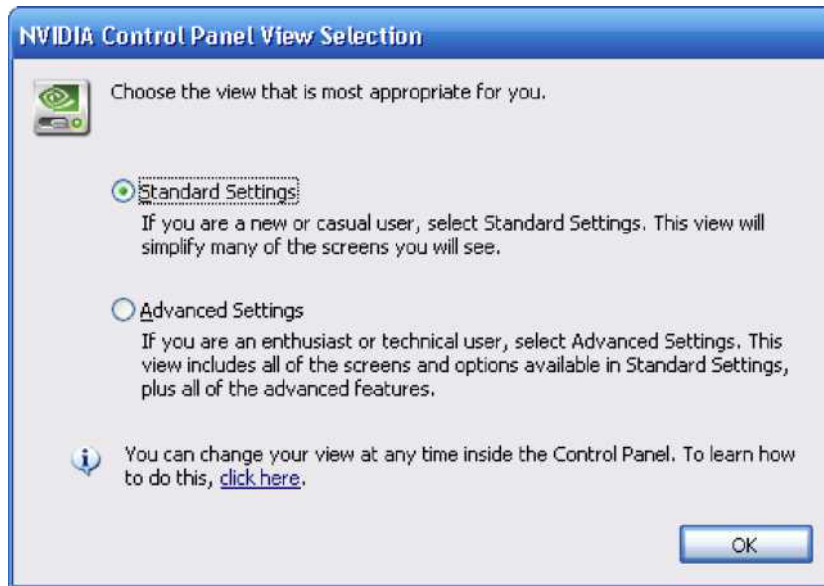 NVIDIA Control Panel View Selection
Choose the view that is most appropriate for you.
Standard Settings
If you are a new or casual user, select Standard Settings. This view will
simplify many of the screens you will see.
Advanced Settings
If you are an enthusiast or technical user, select Advanced Settings. This
view includes all of the screens and options available in Standard Settings,
plus all of the advanced features.
You can change your view at any time inside the Control Panel. To learn how
to do this, click here.
OK